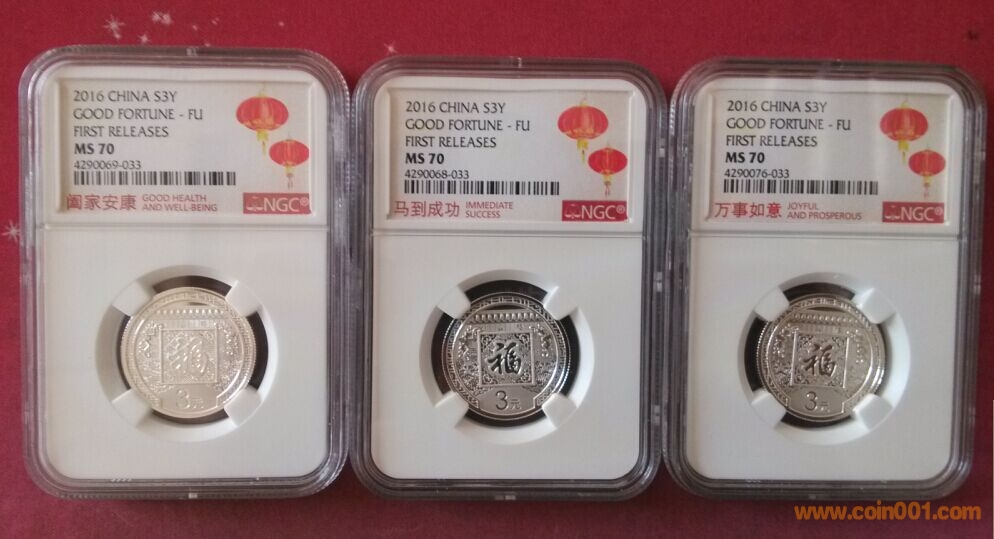 2016 CHINA S3Y
GOOD FORTUNE - FU
FIRST RELEASES
MS 70
4290069-033
阖家安康 GOOD HEALTH
AND WELL-BEING
NGC®
福
3元
2016 CHINA S3Y
GOOD FORTUNE - FU
FIRST RELEASES
MS 70
4290068-033
马到成功 IMMEDIATE
SUCCESS
NGC®
福
3元
2016 CHINA S3Y
GOOD FORTUNE - FU
FIRST RELEASES
MS 70
4290076-033
万事如意 JOYFUL
AND PROSPEROUS
NGC®
福
3元
www.coin001.com